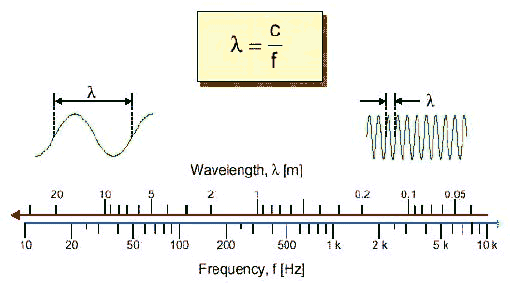 λ = c/f
λ
λ
Wavelength, λ [m]
20 10 5 2 1 0.2 0.1 0.05
10 20 50 100 200 500 1 k 2 k 5 k 10 k
Frequency, f [Hz]